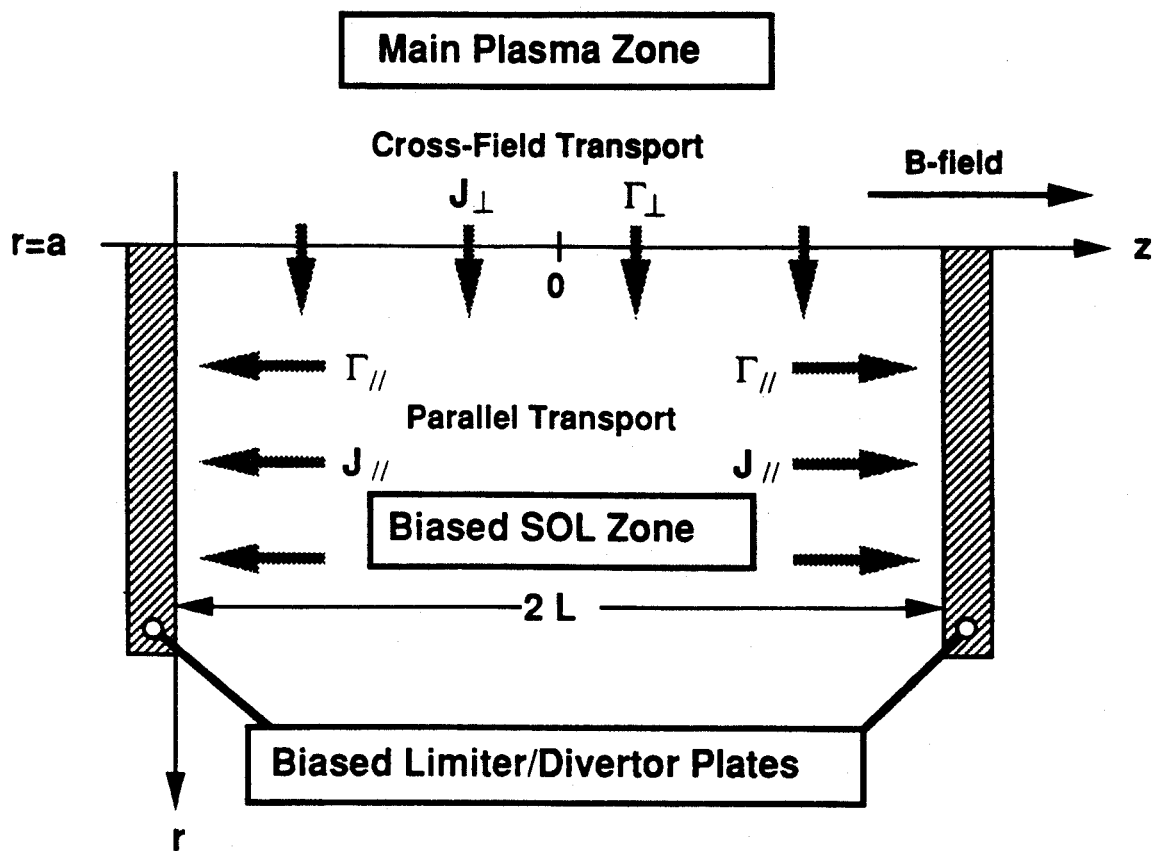 Main Plasma Zone
Cross-Field Transport
B-field
J⊥ Γ⊥
r=a
z
0
Γ// Γ//
Parallel Transport
J// J//
Biased SOL Zone
2 L
Biased Limiter/Divertor Plates
r